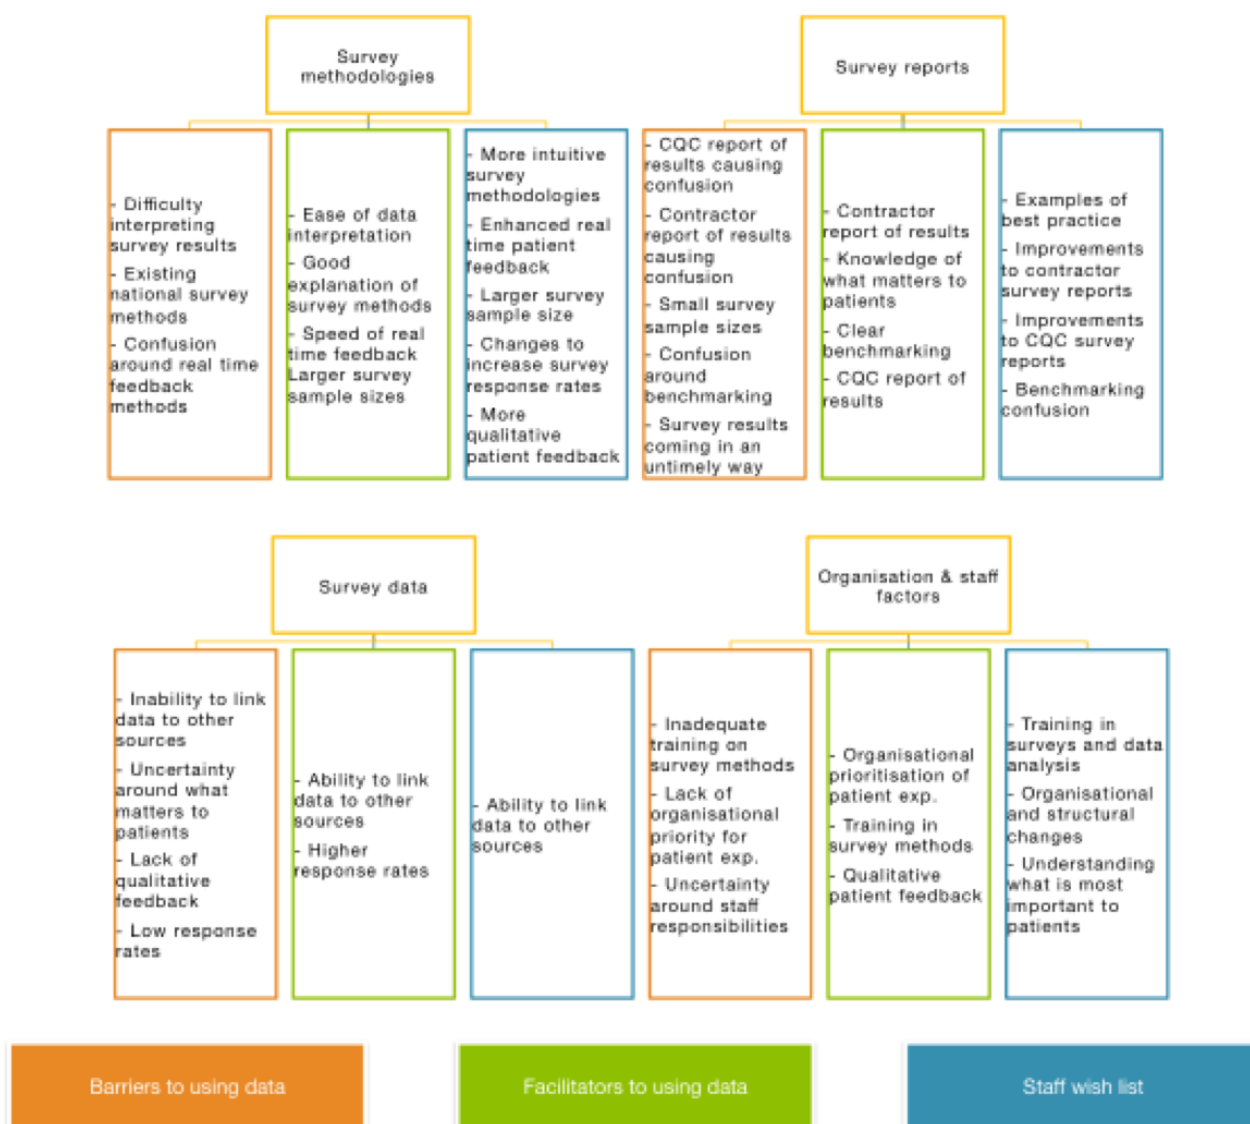 Survey
methodologies
Survey reports
- Difficulty
interpreting
survey results
- Existing
national survey
methods
- Confusion
around real time
feedback
methods
- Ease of data
interpretation
- Good
explanation of
survey methods
- Speed of real
time feedback
Larger survey
sample sizes
- More intuitive
survey
methodologies
- Enhanced real
time patient
feedback
- Larger survey
sample size
- Changes to
increase survey
response rates
- More
qualitative
patient feedback
- CQC report of
results causing
confusion
- Contractor
report of results
causing
confusion
- Small survey
sample sizes
- Confusion
around
benchmarking
- Survey results
coming in an
untimely way
- Contractor
report of results
- Knowledge of
what matters to
patients
- Clear
benchmarking
- CQC report of
results
- Examples of
best practice
- Improvements
to contractor
survey reports
- Improvements
to CQC survey
reports
- Benchmarking
confusion
Survey data
Organisation & staff
factors
- Inability to link
data to other
sources
- Uncertainty
around what
matters to
patients
- Lack of
qualitative
feedback
- Low response
rates
- Ability to link
data to other
sources
- Higher
response rates
- Ability to link
data to other
sources
- Inadequate
training on
survey methods
- Lack of
organisational
priority for
patient exp.
- Uncertainty
around staff
responsibilities
- Organisational
prioritisation of
patient exp.
- Training in
survey methods
- Qualitative
patient feedback
- Training in
surveys and data
analysis
- Organisational
and structural
changes
- Understanding
what is most
important to
patients
Barriers to using data
Facilitators to using data
Staff wish list